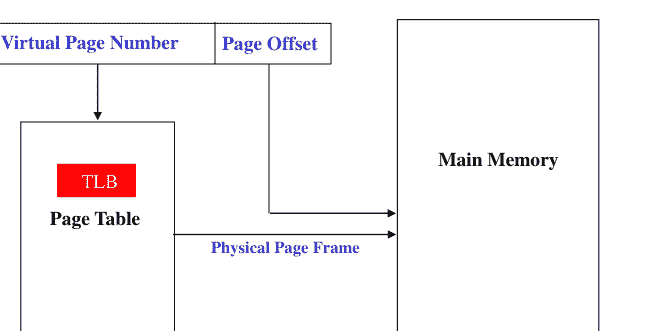 Virtual Page Number
Page Offset
Main Memory
TLB
Page Table
Physical Page Frame